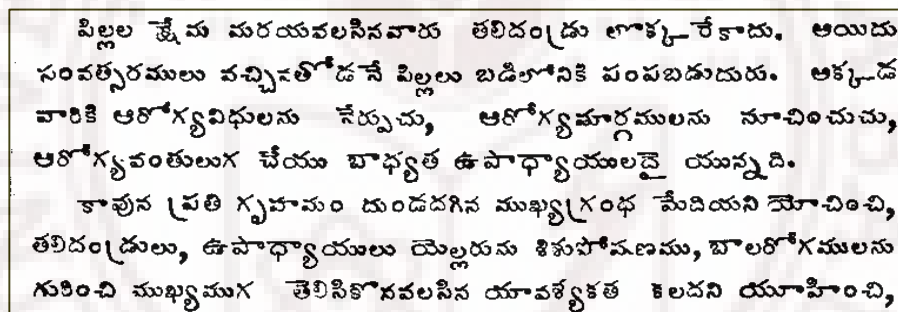 పిల్లల క్షేమ మరయవలసినవారు తలిదండ్రు లొక్క రేకాదు. అయిదు
సంవత్సరములు వచ్చినతోడ నే పిల్లలు బడిలోనికి పంపబడుదురు. అక్కడ
వారికి ఆరోగ్యవిధులను నేర్పుచు, ఆరోగ్యమార్గములను సూచించుచు,
ఆరోగ్యవంతులుగ చేయు బాధ్యత ఉపాధ్యాయులదై యున్నది.
కావున ప్రతి గృహమం దుండదగిన ముఖ్యగ్రంధ మేదియని యోచించి,
తలిదండ్రులు, ఉపాధ్యాయులు యెల్లరును శిశుపోషణము, బాలరోగములను
గురించి ముఖ్యముగ తెలిసికొనవలసిన యావశ్యకత కలదని యూహించి,